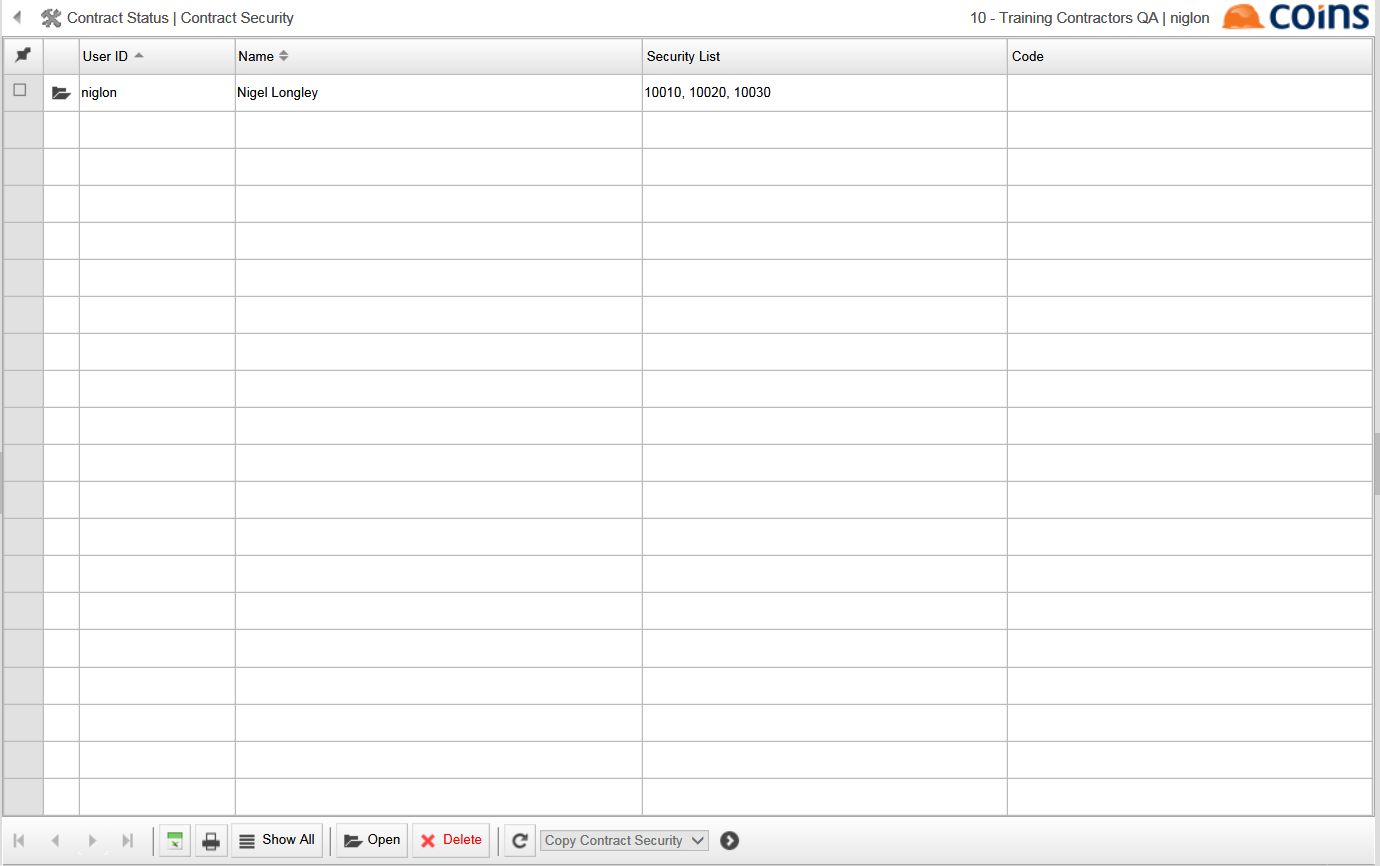 Contract Status | Contract Security
10 - Training Contractors QA | niglon
coins
User ID Name Security List Code
niglon Nigel Longley 10010, 10020, 10030
Show All Open Delete Copy Contract Security